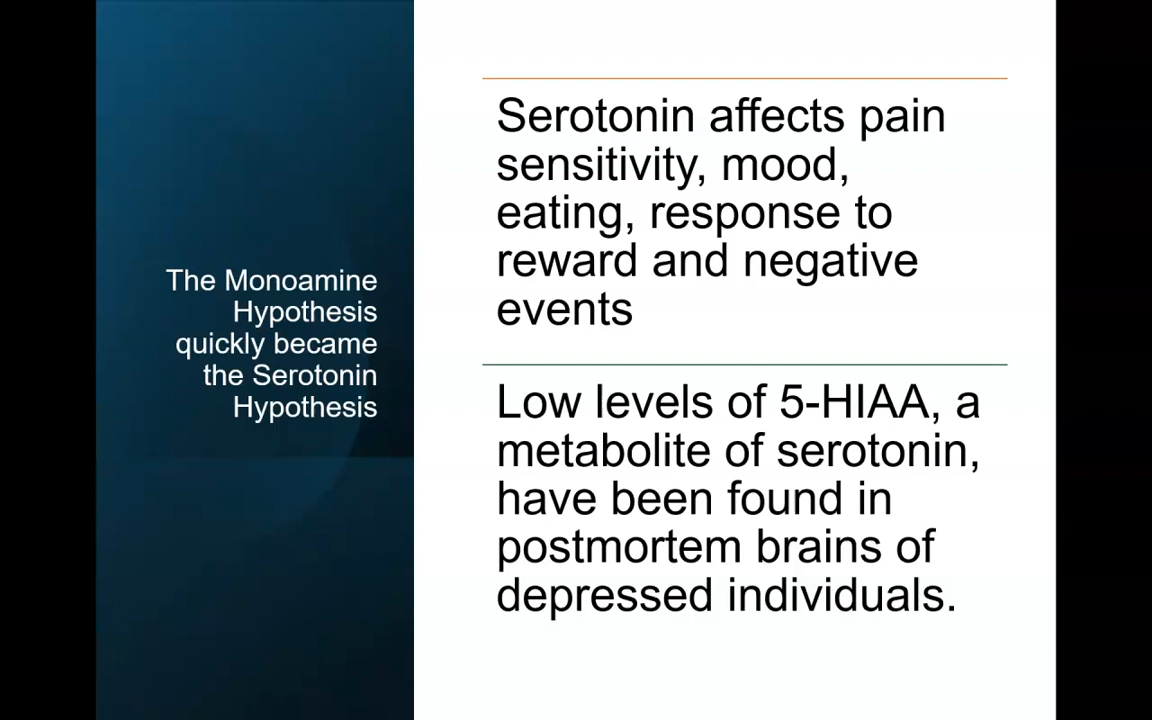 The Monoamine
Hypothesis
quickly became
the Serotonin
Hypothesis
Serotonin affects pain
sensitivity, mood,
eating, response to
reward and negative
events
Low levels of 5-HIAA, a
metabolite of serotonin,
have been found in
postmortem brains of
depressed individuals.